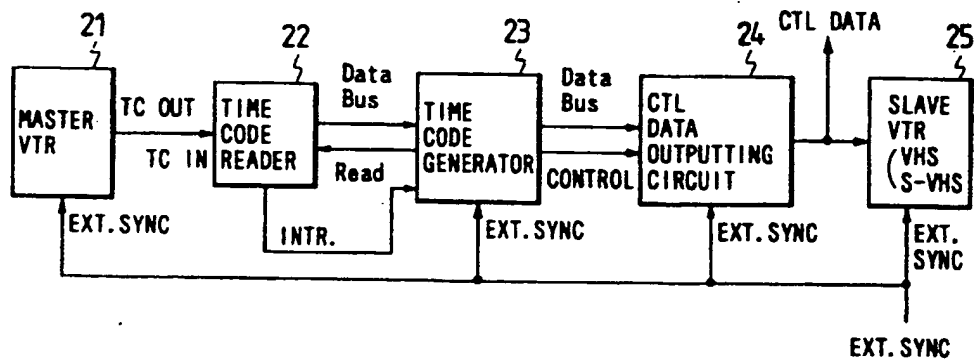 21
MASTER
VTR
TC OUT
TC IN
22
TIME
CODE
READER
Data
Bus
Read
INTR.
23
TIME
CODE
GENERATOR
Data
Bus
CONTROL
24
CTL
DATA
OUTPUTTING
CIRCUIT
CTL DATA
25
SLAVE
VTR
(VHS
S-VHS
EXT.SYNC
EXT.SYNC
EXT.SYNC
EXT.
SYNC
EXT.SYNC